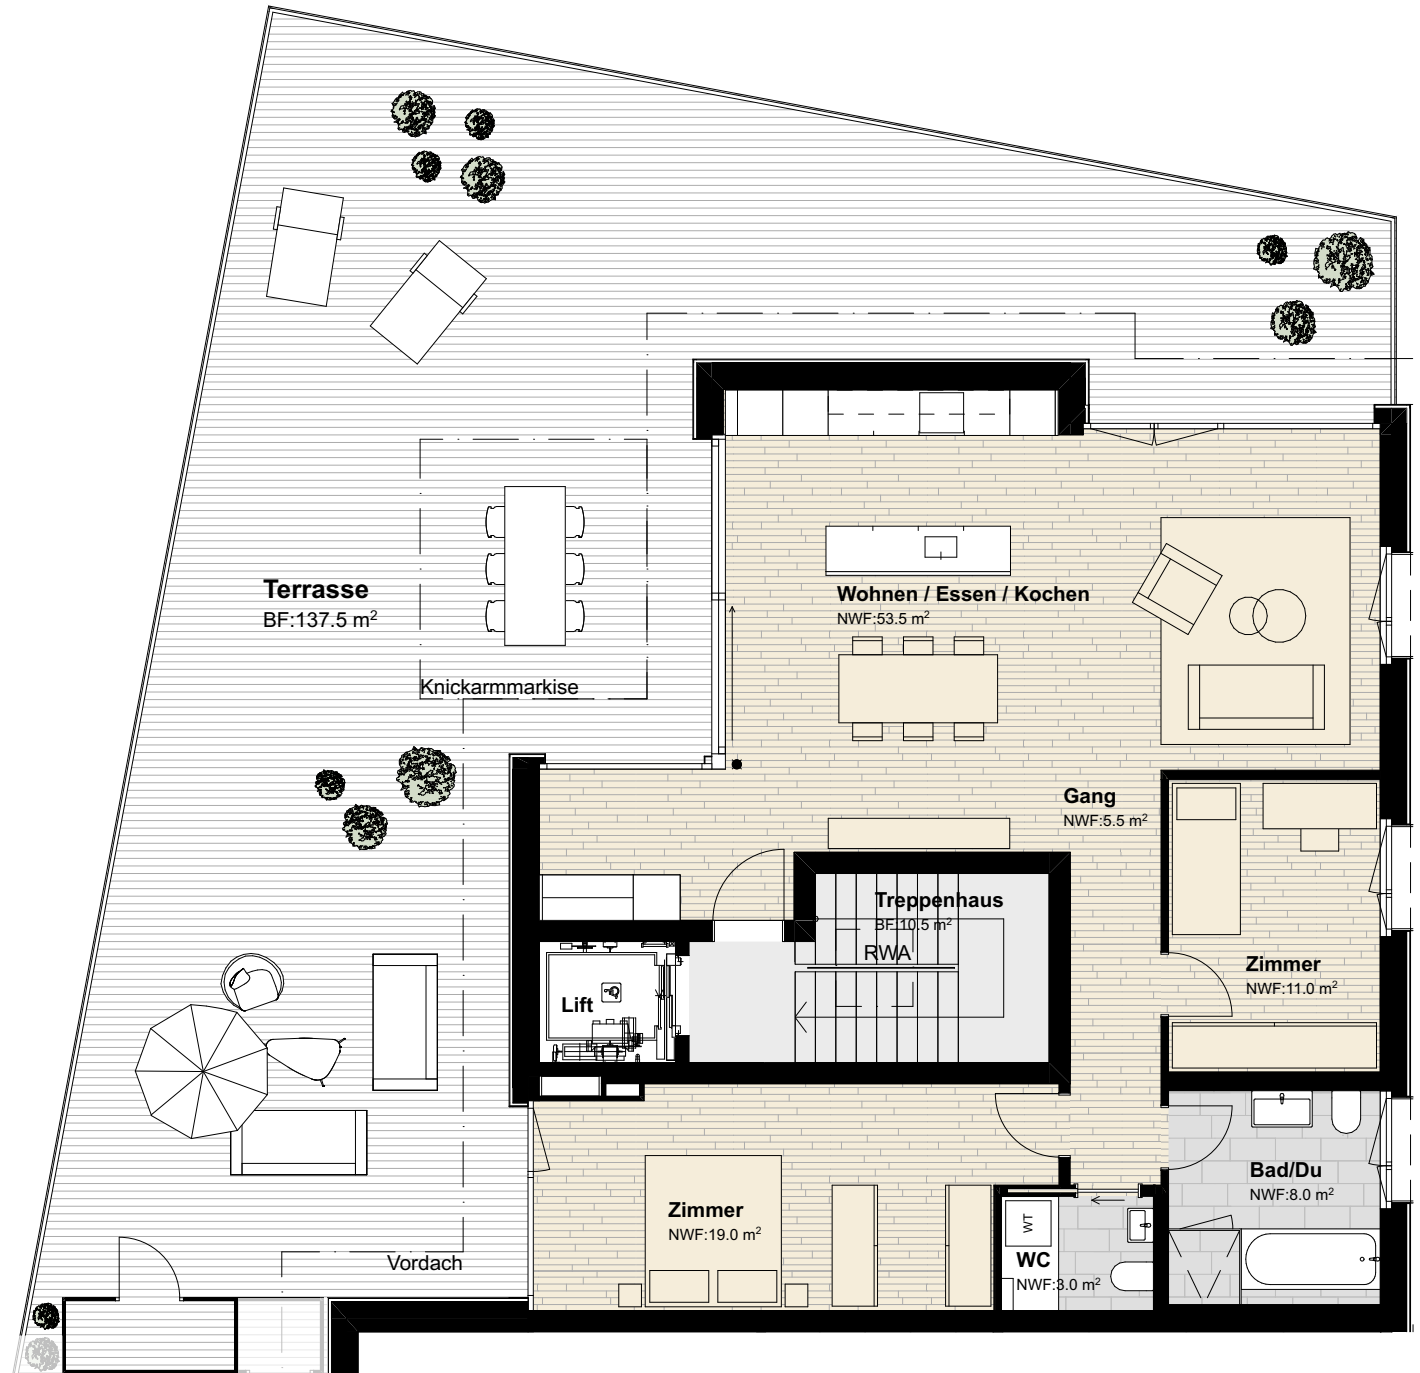 Terrasse
BF:137.5 m²
Knickarmmarkise
Wohnen / Essen / Kochen
NWF:53.5 m²
Gang
NWF:5.5 m²
Treppenhaus
BF:10.5 m²
RWA
Lift
Zimmer
NWF:11.0 m²
Bad/Du
NWF:8.0 m²
Zimmer
NWF:19.0 m²
WT
WC
NWF:3.0 m²
Vordach